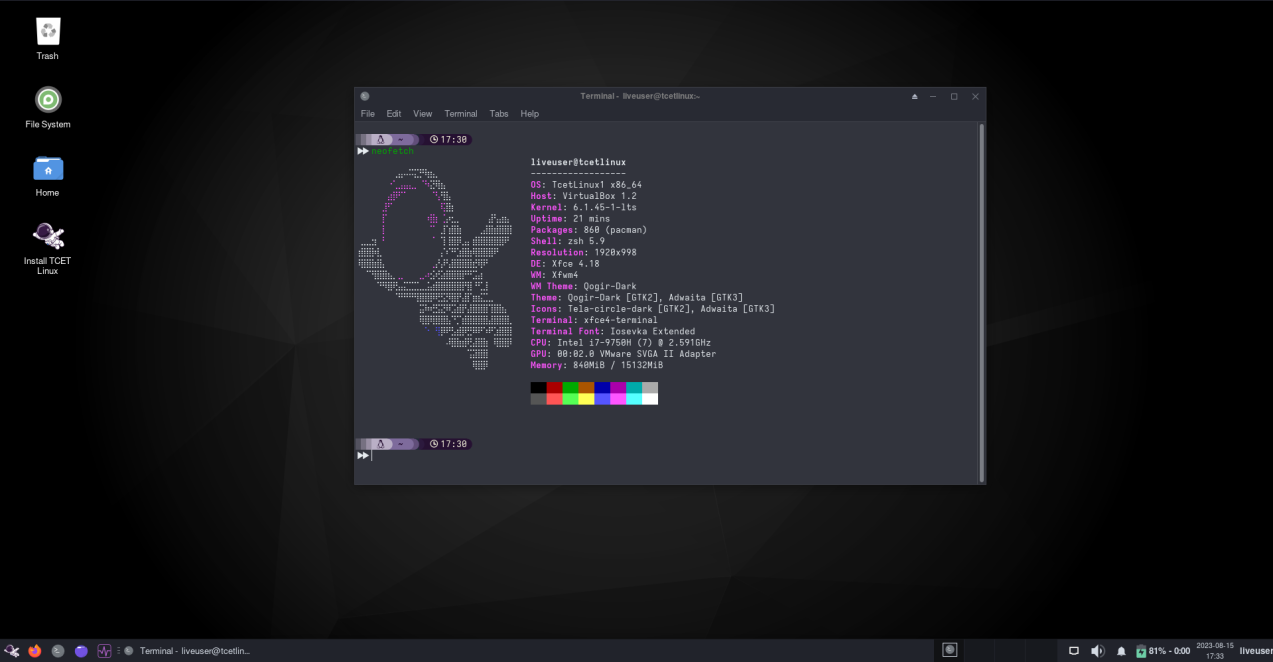 Trash
File System
Home
Install TCET
Linux
Terminal - liveuser@tcetlinux:~
File Edit View Terminal Tabs Help
~ 17:30
neofetch
liveuser@tcetlinux
------------------
OS: TcetLinux1 x86_64
Host: VirtualBox 1.2
Kernel: 6.1.45-1-lts
Uptime: 21 mins
Packages: 860 (pacman)
Shell: zsh 5.9
Resolution: 1920x998
DE: Xfce 4.18
WM: Xfwm4
WM Theme: Qogir-Dark
Theme: Qogir-Dark [GTK2], Adwaita [GTK3]
Icons: Tela-circle-dark [GTK2], Adwaita [GTK3]
Terminal: xfce4-terminal
Terminal Font: Iosevka Extended
CPU: Intel i7-9750H (7) @ 2.591GHz
GPU: 00:02.0 VMware SVGA II Adapter
Memory: 840MiB / 15132MiB
~ 17:30
Terminal - liveuser@tcetlin...
81% - 0:00
2023-08-15
17:33
liveuser